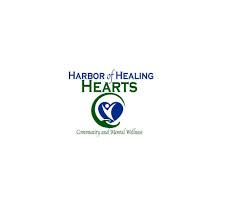 HARBOR of HEALING
HEARTS
Community and Mental Wellness